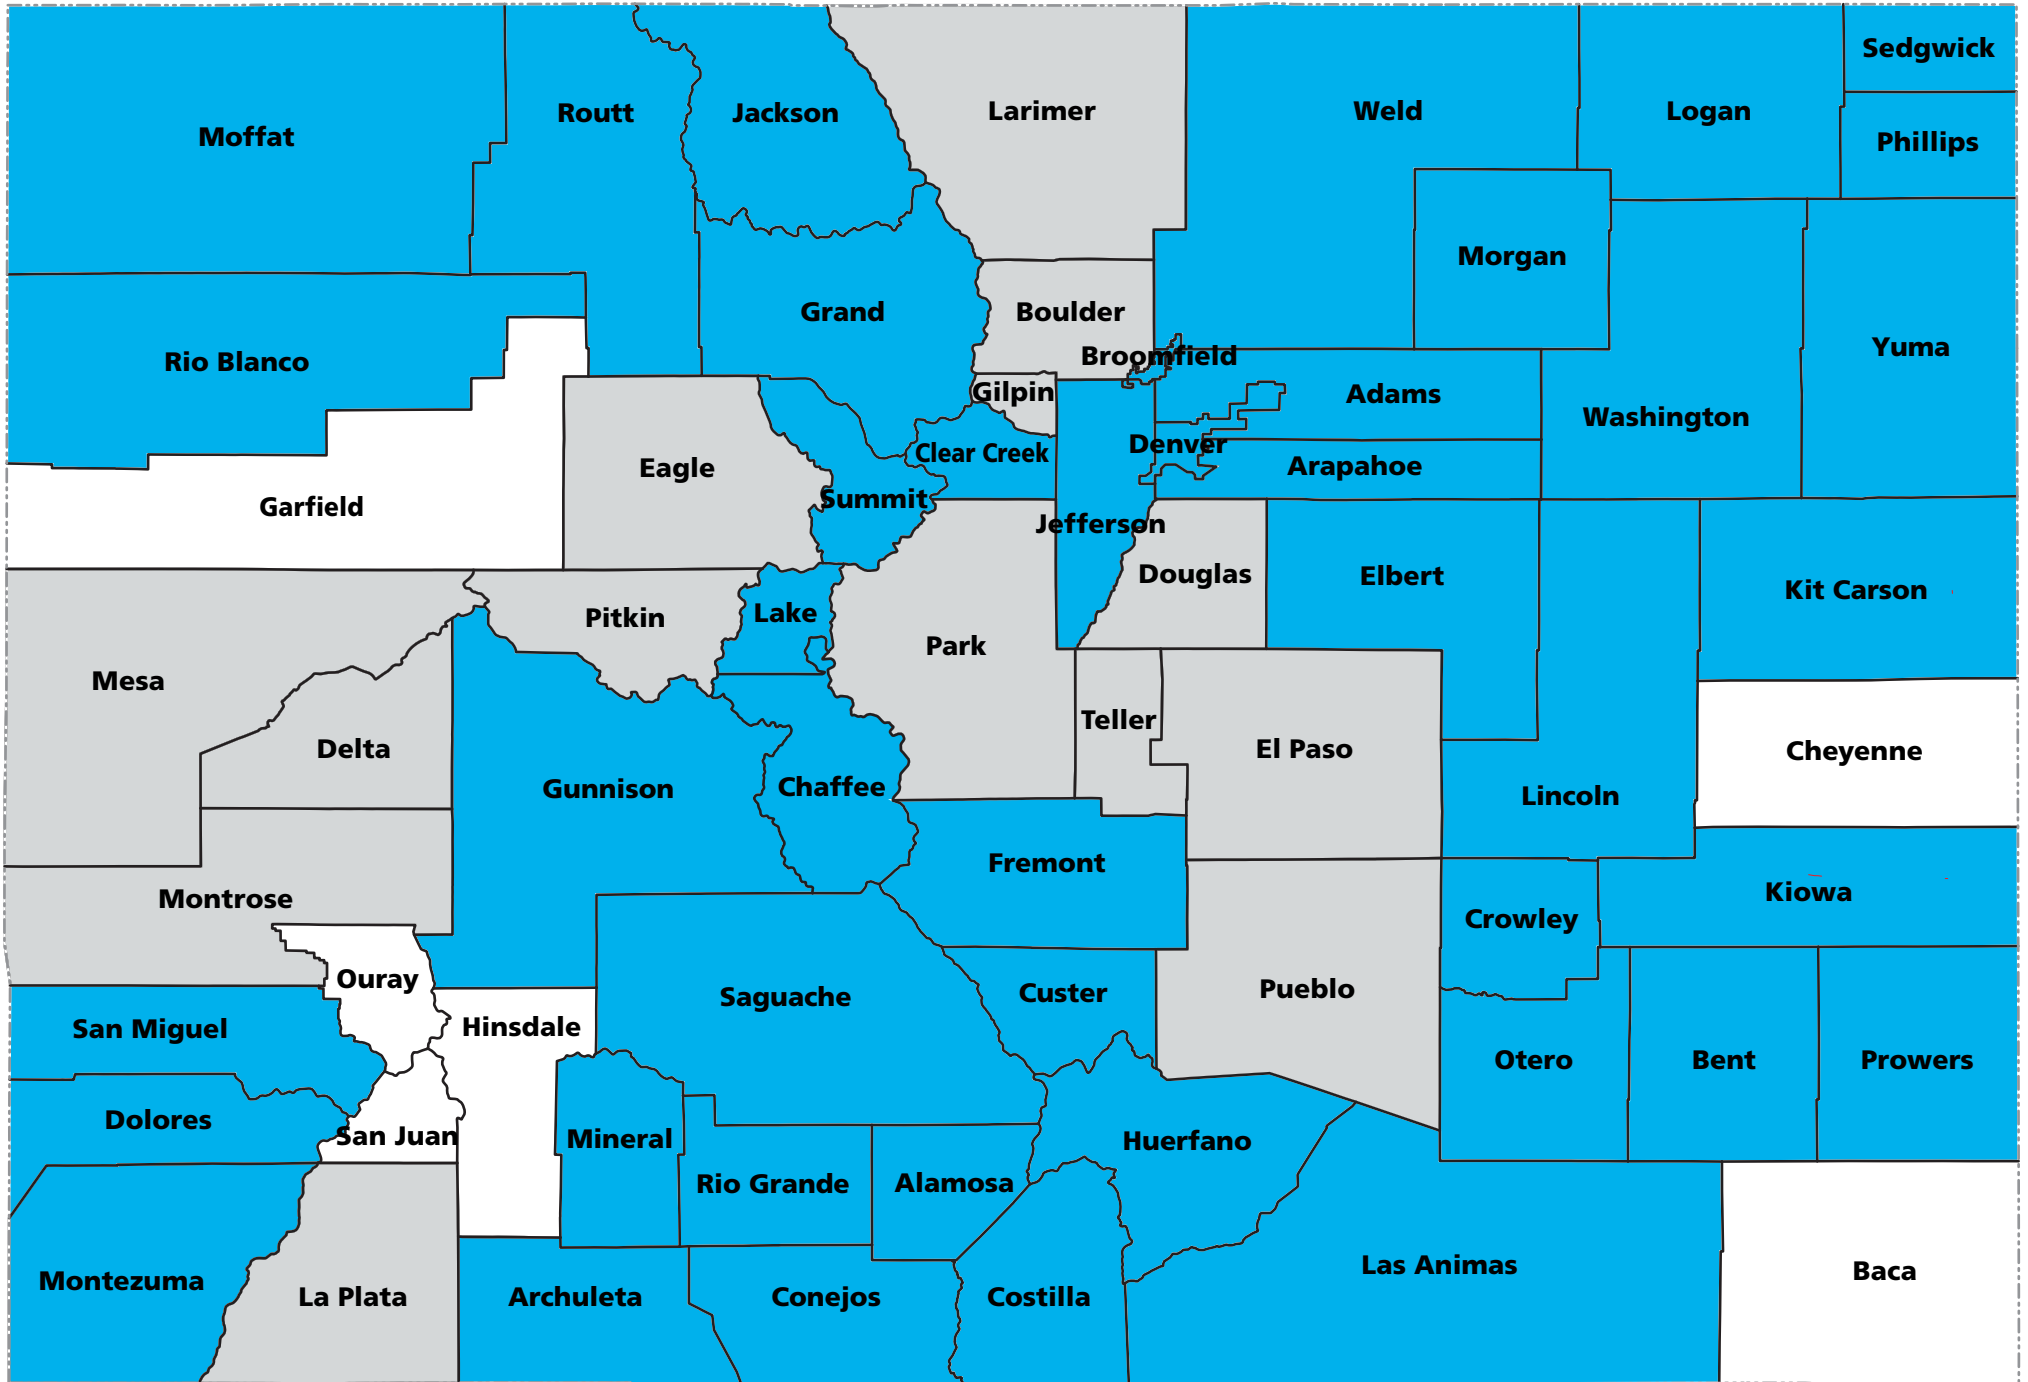 Sedgwick
Moffat
Routt
Jackson
Larimer
Weld
Logan
Phillips
Morgan
Rio Blanco
Grand
Boulder
Broomfield
Yuma
Gilpin
Adams
Washington
Clear Creek
Denver
Arapahoe
Eagle
Summit
Garfield
Jefferson
Douglas
Elbert
Kit Carson
Pitkin
Lake
Park
Mesa
Teller
Delta
El Paso
Cheyenne
Gunnison
Chaffee
Lincoln
Fremont
Kiowa
Montrose
Crowley
Ouray
Saguache
Custer
Pueblo
San Miguel
Hinsdale
Otero
Bent
Prowers
Dolores
San Juan
Mineral
Huerfano
Rio Grande
Alamosa
Las Animas
Baca
Montezuma
La Plata
Archuleta
Conejos
Costilla